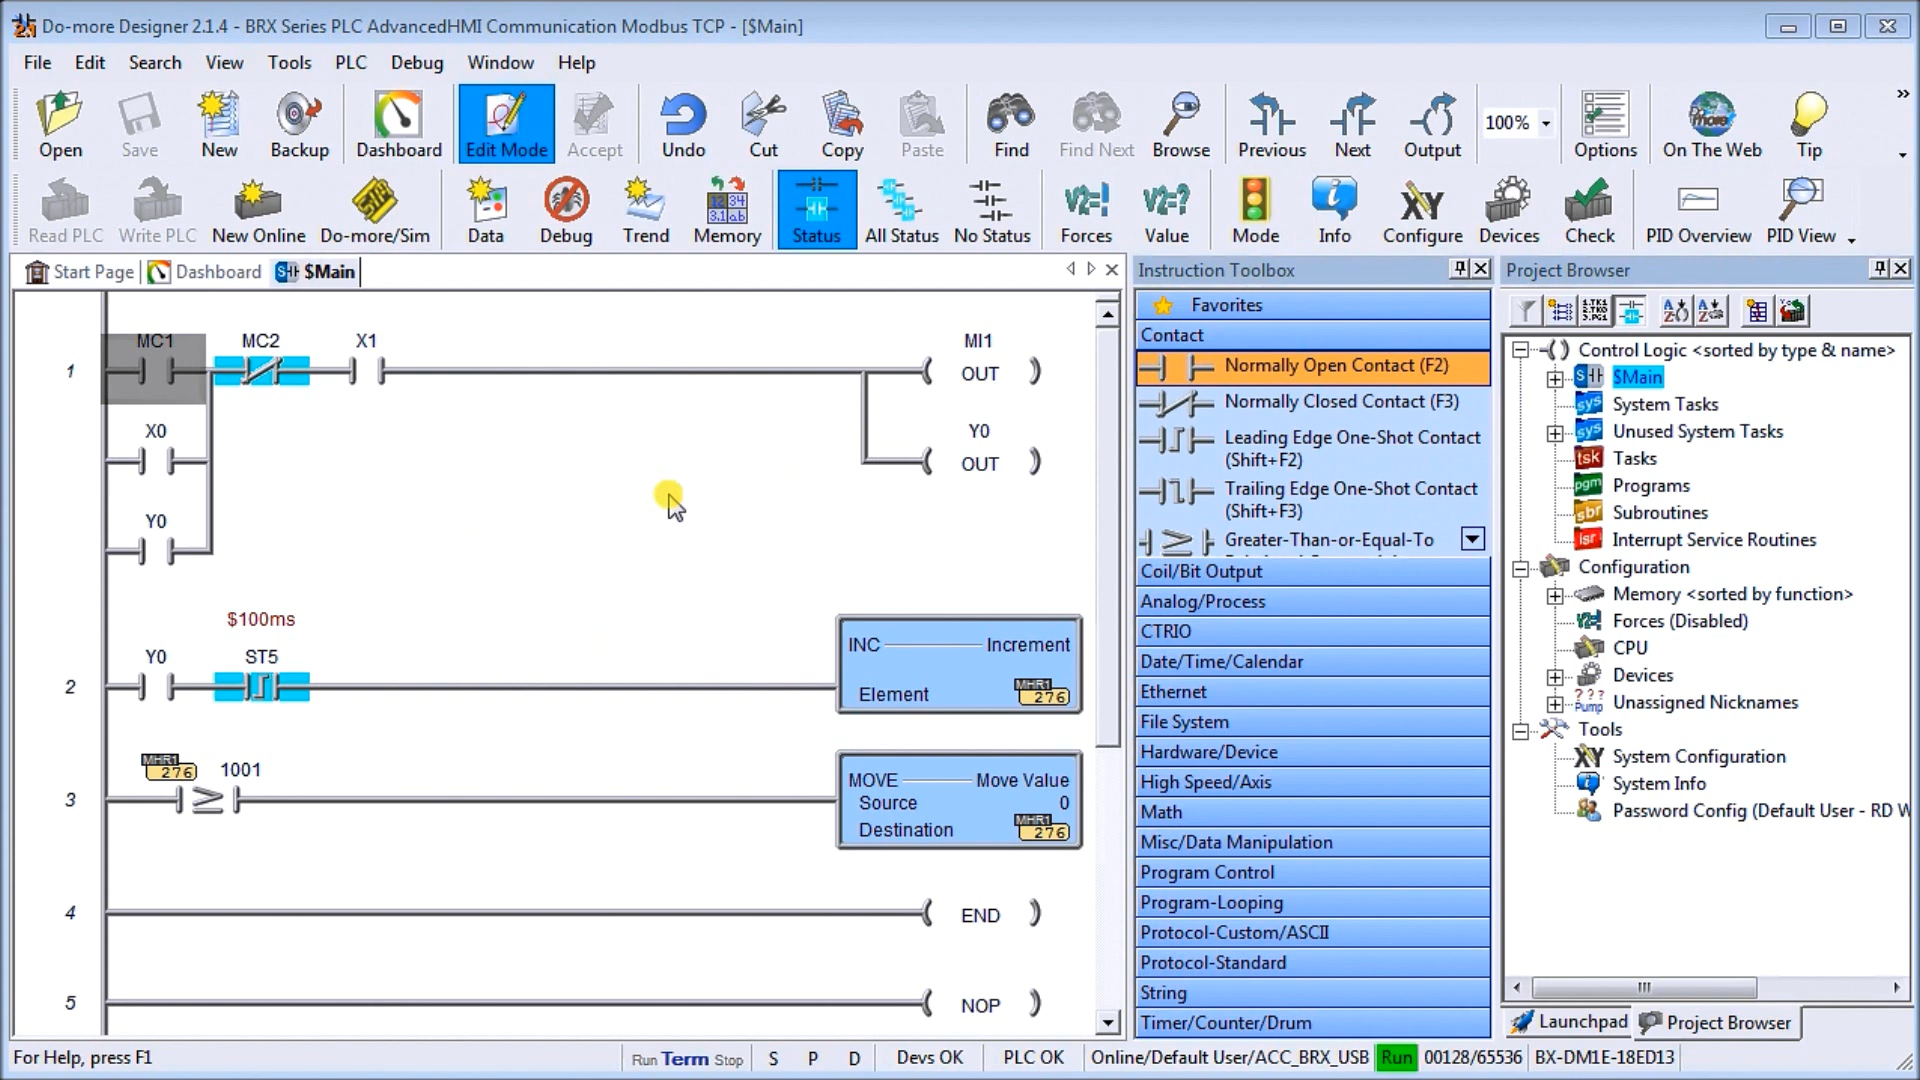 Do-more Designer 2.1.4 - BRX Series PLC AdvancedHMI Communication Modbus TCP - [$Main]
File Edit Search View Tools PLC Debug Window Help
Open Save New Backup Dashboard Edit Mode Accept Undo Cut Copy Paste Find Find Next Browse Previous Next Output 100% Options On The Web Tip
Read PLC Write PLC New Online Do-more/Sim Data Debug Trend Memory Status All Status No Status Forces Value Mode Info Configure Devices Check PID Overview PID View
Start Page Dashboard $Main
MC1 MC2 X1 MI1
1 OUT
X0 Y0
OUT
Y0
$100ms
Y0 ST5
2
INC Increment
Element MHR1
276
MHR1
276 1001
3
MOVE Move Value
Source 0
Destination MHR1
276
4 END
5 NOP
Instruction Toolbox
Favorites
Contact
Normally Open Contact (F2)
Normally Closed Contact (F3)
Leading Edge One-Shot Contact
(Shift+F2)
Trailing Edge One-Shot Contact
(Shift+F3)
Greater-Than-or-Equal-To
Coil/Bit Output
Analog/Process
CTRIO
Date/Time/Calendar
Ethernet
File System
Hardware/Device
High Speed/Axis
Math
Misc/Data Manipulation
Program Control
Program-Looping
Protocol-Custom/ASCII
Protocol-Standard
String
Timer/Counter/Drum
Project Browser
Control Logic <sorted by type & name>
$Main
System Tasks
Unused System Tasks
Tasks
Programs
Subroutines
Interrupt Service Routines
Configuration
Memory <sorted by function>
Forces (Disabled)
CPU
Devices
Unassigned Nicknames
Tools
System Configuration
System Info
Password Config (Default User - RD W
Launchpad Project Browser
For Help, press F1 Run Term Stop S P D Devs OK PLC OK Online/Default User/ACC_BRX_USB Run 00128/65536 BX-DM1E-18ED13